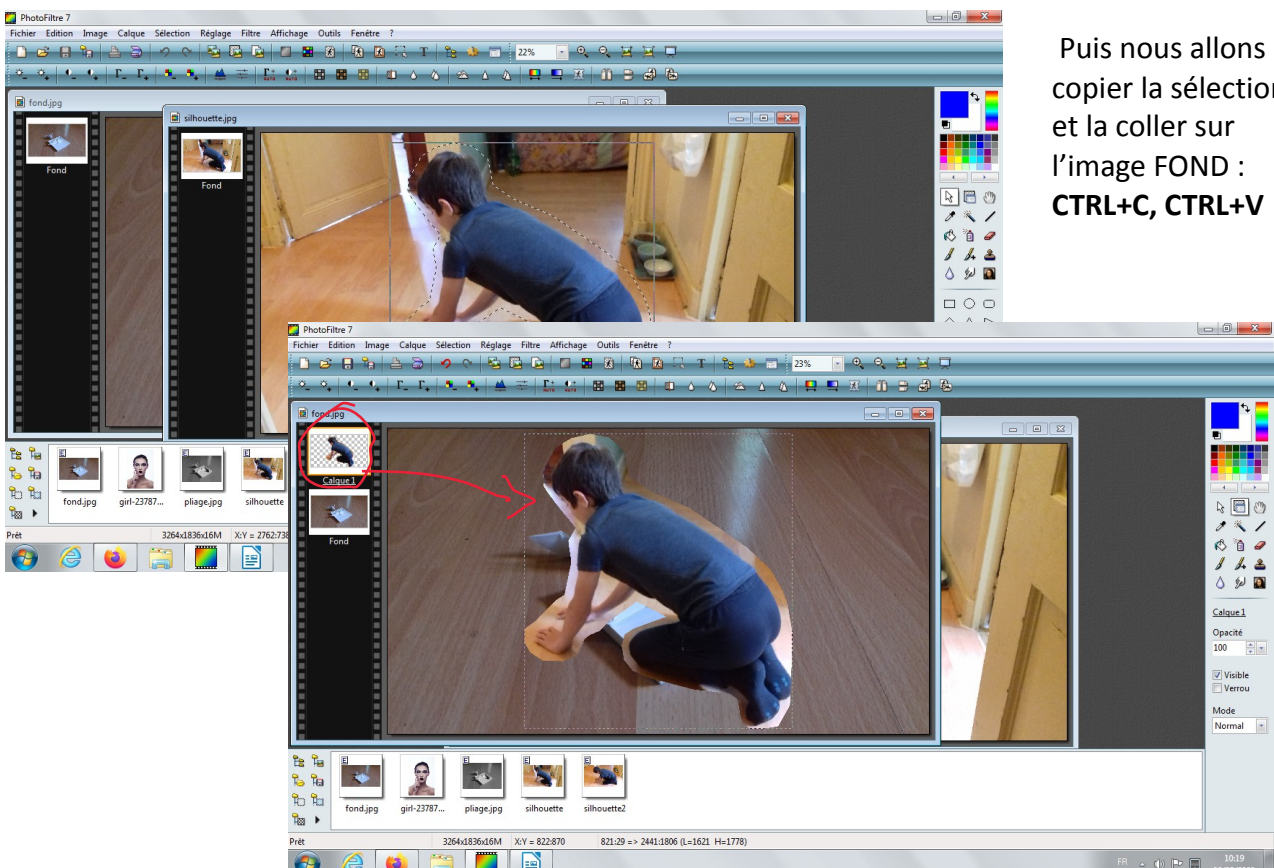 PhotoFiltre 7
Fichier Edition Image Calque Sélection Réglage Filtre Affichage Outils Fenêtre ?
22%
fond.jpg
silhouette.jpg
Fond
Fond
fond.jpg girl-23787... pliage.jpg silhouette
Prêt 3264x1836x16M X:Y = 2762:738
Puis nous allons
copier la sélection
et la coller sur
l’image FOND :
CTRL+C, CTRL+V
PhotoFiltre 7
Fichier Edition Image Calque Sélection Réglage Filtre Affichage Outils Fenêtre ?
23%
fond.jpg
Calque 1
Fond
Calque 1
Opacité
100
Visible
Verrou
Mode
Normal
fond.jpg girl-23787... pliage.jpg silhouette silhouette2
Prêt 3264x1836x16M X:Y = 822:870 821:29 => 2441:1806 (L=1621 H=1778)
FR 10:19